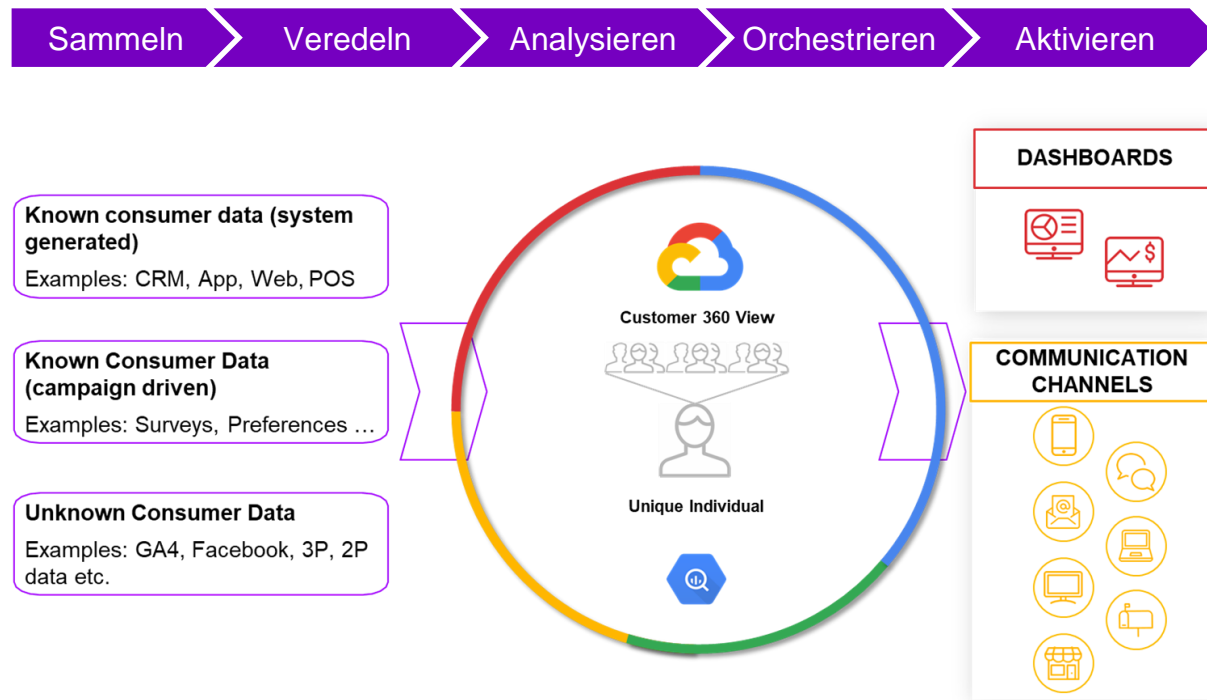 Sammeln
Veredeln
Analysieren
Orchestrieren
Aktivieren
Known consumer data (system
generated)
Examples: CRM, App, Web, POS
Known Consumer Data
(campaign driven)
Examples: Surveys, Preferences …
Unknown Consumer Data
Examples: GA4, Facebook, 3P, 2P
data etc.
Customer 360 View
Unique Individual
DASHBOARDS
$
COMMUNICATION
CHANNELS
@